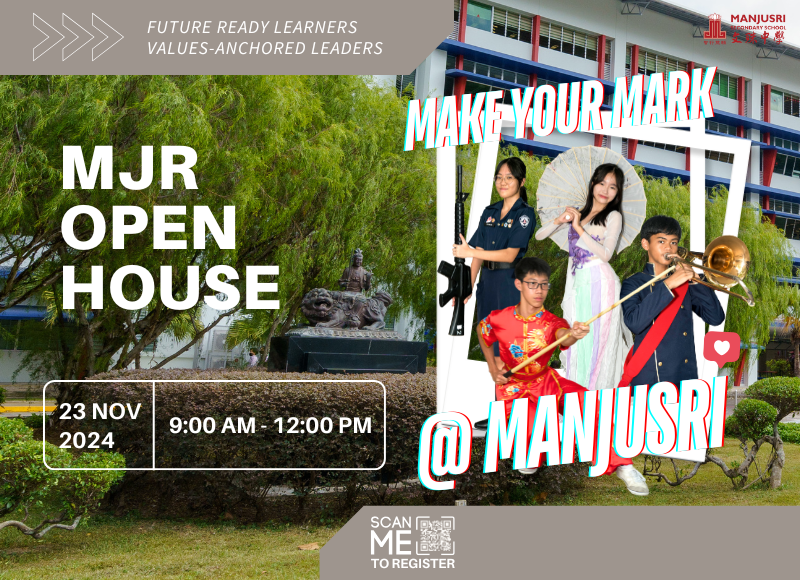 FUTURE READY LEARNERS
VALUES-ANCHORED LEADERS
MANJUSRI
SECONDARY SCHOOL
MAKE YOUR MARK
MJR
OPEN
HOUSE
23 NOV
2024
9:00 AM - 12:00 PM
@ MANJUSRI
SCAN
ME
TO REGISTER